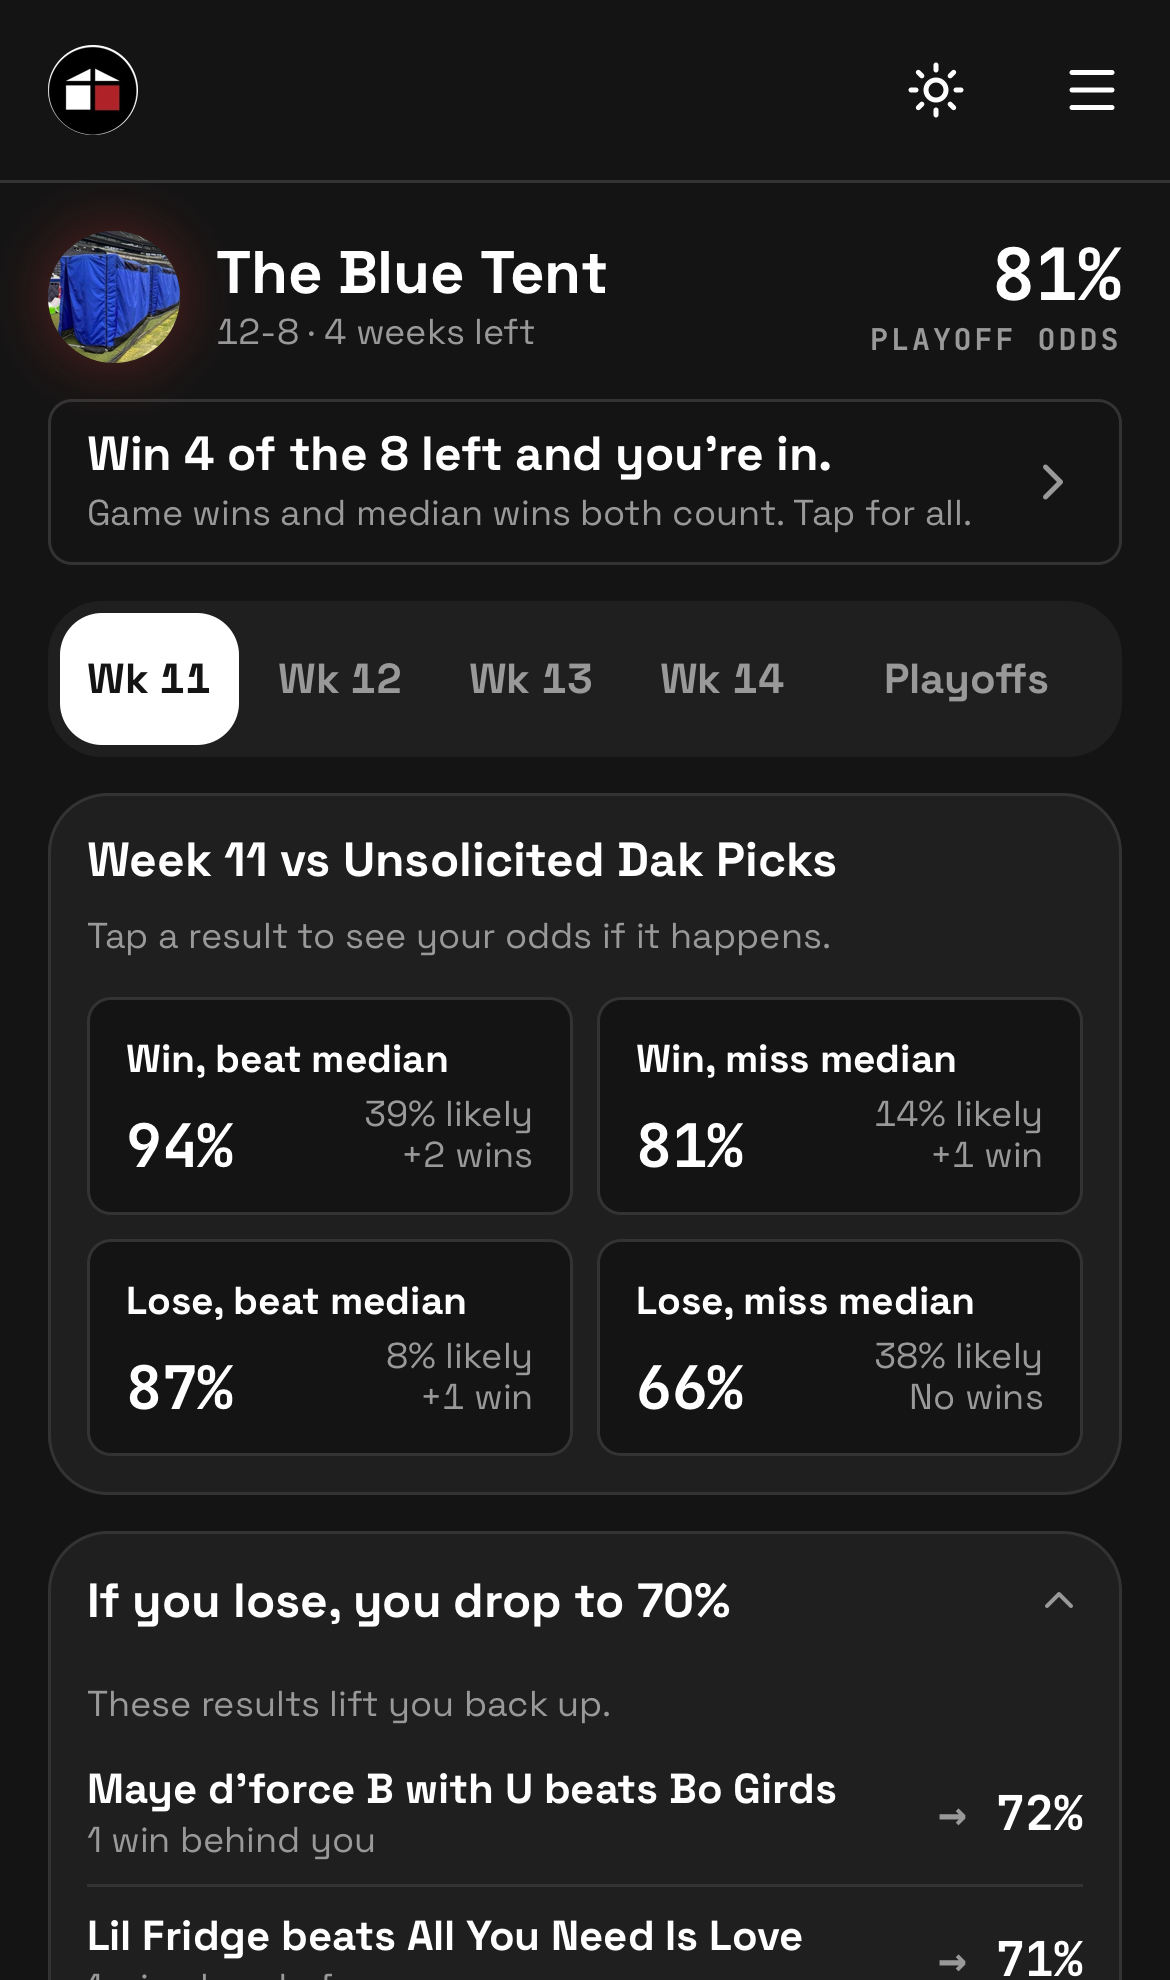 The Blue Tent
12-8 · 4 weeks left
81%
PLAYOFF ODDS
Win 4 of the 8 left and you’re in.
Game wins and median wins both count. Tap for all.
Wk 11
Wk 12
Wk 13
Wk 14
Playoffs
Week 11 vs Unsolicited Dak Picks
Tap a result to see your odds if it happens.
Win, beat median
94%
39% likely
+2 wins
Win, miss median
81%
14% likely
+1 win
Lose, beat median
87%
8% likely
+1 win
Lose, miss median
66%
38% likely
No wins
If you lose, you drop to 70%
These results lift you back up.
Maye d’force B with U beats Bo Girds
1 win behind you
→ 72%
Lil Fridge beats All You Need Is Love
→ 71%